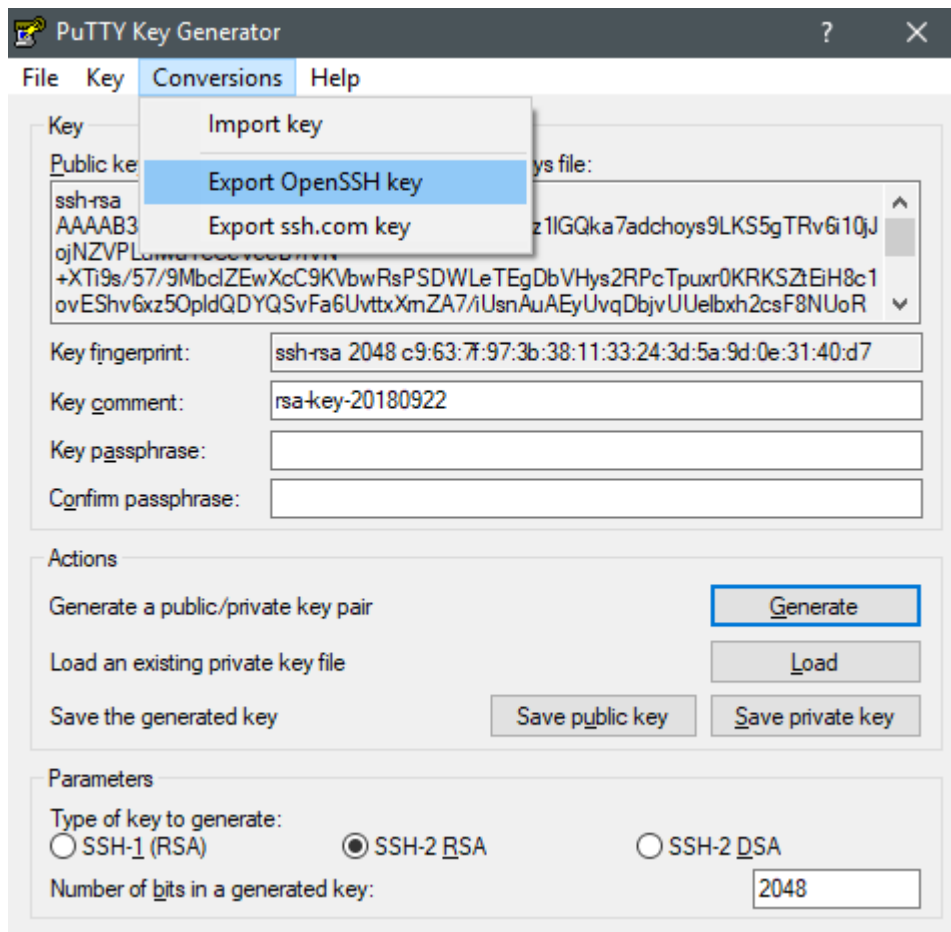 PuTTY Key Generator
File Key Conversions Help
Import key
Export OpenSSH key
Export ssh.com key
Key
Public key ys file:
ssh-rsa
AAAAB3 z1lGQka7adchoys9LKS5gTRv6i10jJ
ojNZVPL
+XTi9s/57/9MbclZEwXcC9KVbwRsPSDWLeTEgDbVHys2RPcTpuxr0KRKSZtEiH8c1
ovEShv6xz5OpldQDYQSvFa6UvttxXmZA7/iUsnAuAEyUvqDbjvUUelbxh2csF8NUoR
Key fingerprint: ssh-rsa 2048 c9:63:7f:97:3b:38:11:33:24:3d:5a:9d:0e:31:40:d7
Key comment: rsa-key-20180922
Key passphrase:
Confirm passphrase:
Actions
Generate a public/private key pair Generate
Load an existing private key file Load
Save the generated key Save public key Save private key
Parameters
Type of key to generate:
SSH-1 (RSA) SSH-2 RSA SSH-2 DSA
Number of bits in a generated key: 2048